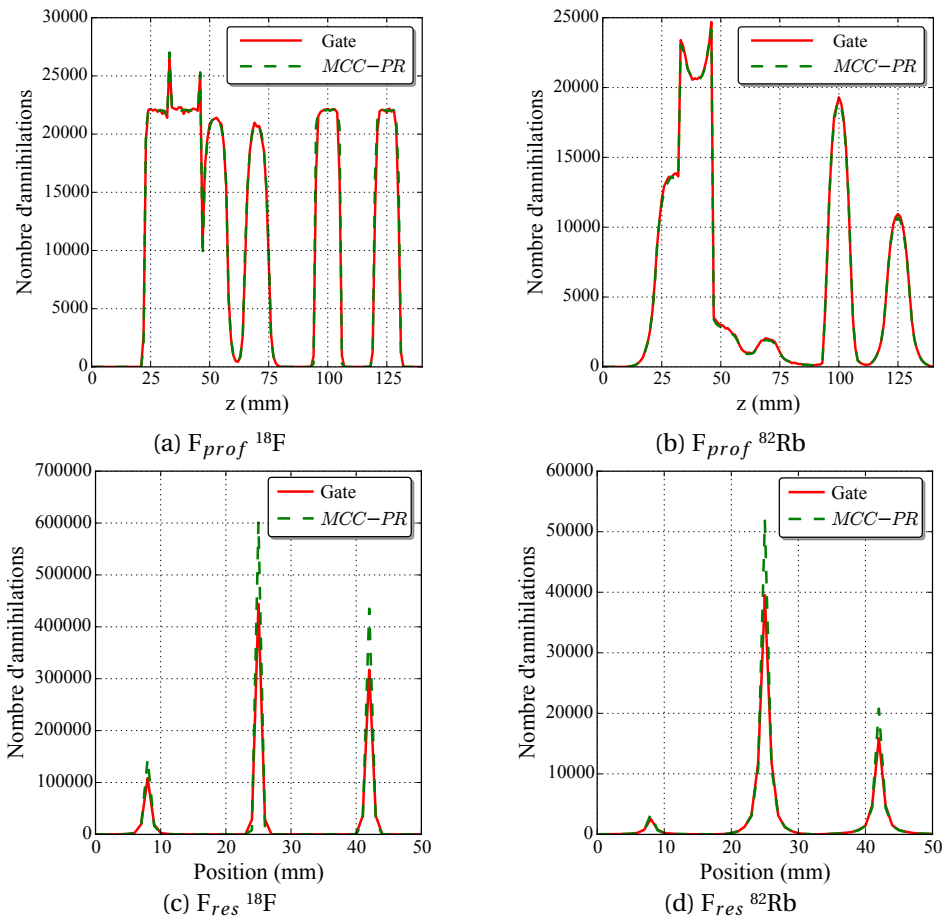 30000
25000
20000
15000
10000
5000
0
Nombre d'annihilations
Gate
MCC−PR
0 25 50 75 100 125
z (mm)
(a) F_prof ¹⁸F
25000
20000
15000
10000
5000
0
Nombre d'annihilations
Gate
MCC−PR
0 25 50 75 100 125
z (mm)
(b) F_prof ⁸²Rb
700000
600000
500000
400000
300000
200000
100000
0
Nombre d'annihilations
Gate
MCC−PR
0 10 20 30 40 50
Position (mm)
(c) F_res ¹⁸F
60000
50000
40000
30000
20000
10000
0
Nombre d'annihilations
Gate
MCC−PR
0 10 20 30 40 50
Position (mm)
(d) F_res ⁸²Rb